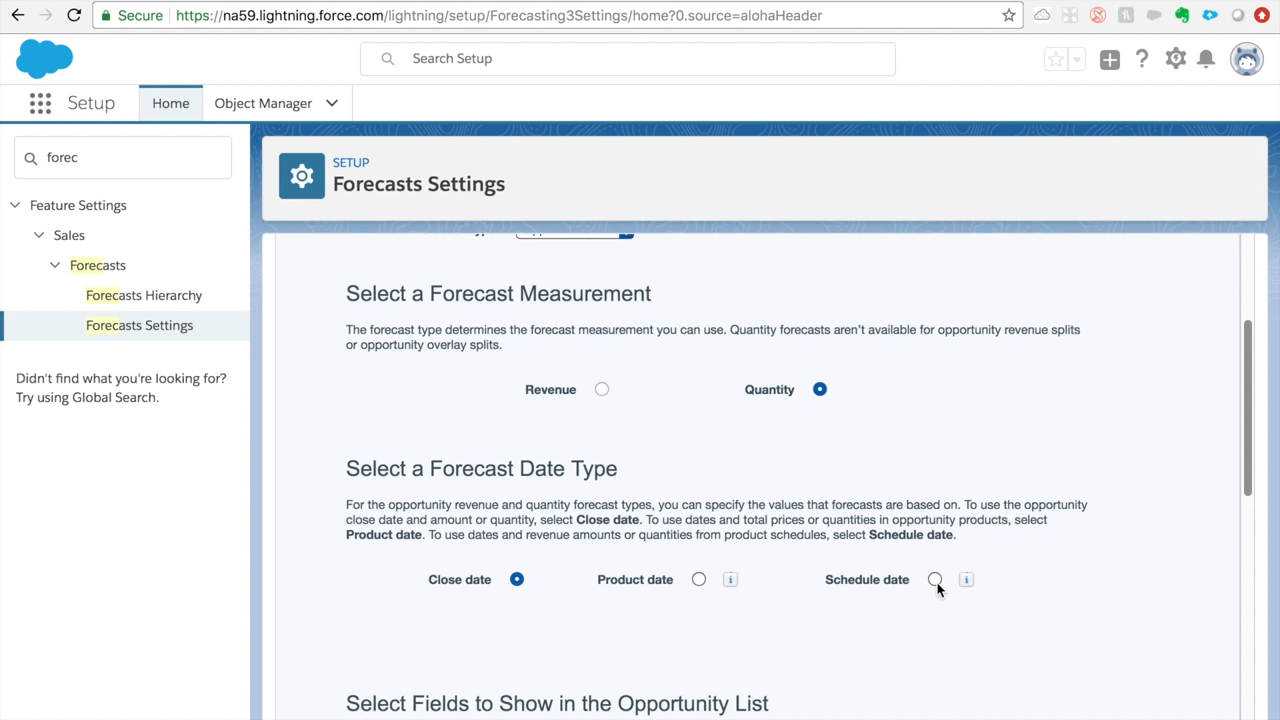 Secure
https://na59.lightning.force.com/lightning/setup/Forecasting3Settings/home?0.source=alohaHeader
Search Setup
Setup
Home
Object Manager
forec
Feature Settings
Sales
Forecasts
Forecasts Hierarchy
Forecasts Settings
Didn't find what you're looking for?
Try using Global Search.
SETUP
Forecasts Settings
Select a Forecast Measurement
The forecast type determines the forecast measurement you can use. Quantity forecasts aren't available for opportunity revenue splits
or opportunity overlay splits.
Revenue
Quantity
Select a Forecast Date Type
For the opportunity revenue and quantity forecast types, you can specify the values that forecasts are based on. To use the opportunity
close date and amount or quantity, select Close date. To use dates and total prices or quantities in opportunity products, select
Product date. To use dates and revenue amounts or quantities from product schedules, select Schedule date.
Close date
Product date
i
Schedule date
i
Select Fields to Show in the Opportunity List